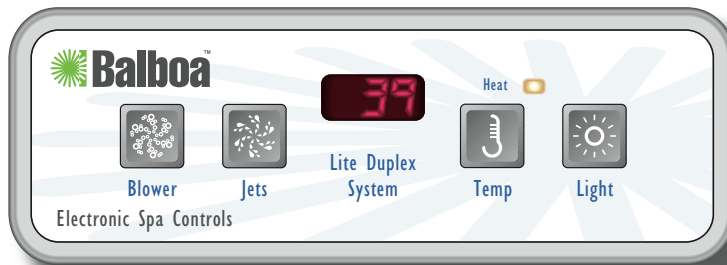 Balboa™
39
Heat
Blower
Jets
Lite Duplex
System
Temp
Light
Electronic Spa Controls